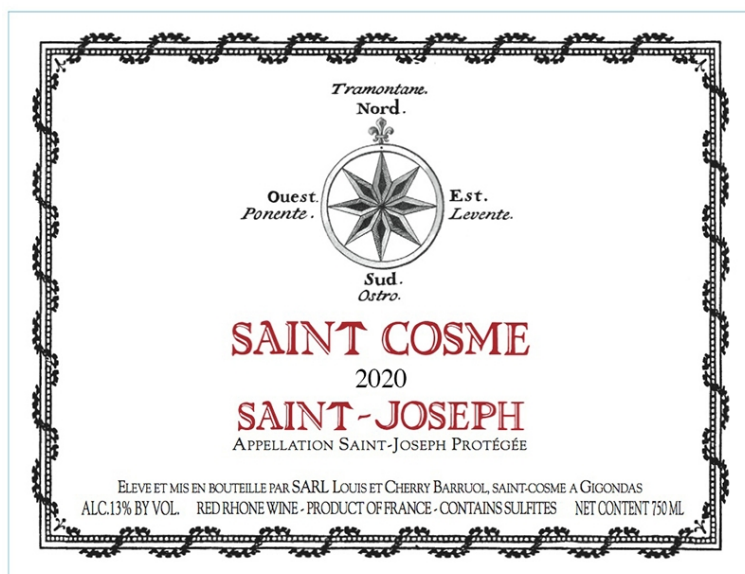 Tramontane.
Nord.
Ouest. Est.
Ponente. Levente.
Sud.
Ostro.
SAINT COSME
2020
SAINT-JOSEPH
APPELLATION SAINT-JOSEPH PROTÉGÉE
ELEVE ET MIS EN BOUTEILLE PAR SARL LOUIS ET CHERRY BARRUOL, SAINT-COSME A GIGONDAS
ALC.13% BY VOL. RED RHONE WINE - PRODUCT OF FRANCE - CONTAINS SULFITES NET CONTENT 750 ML